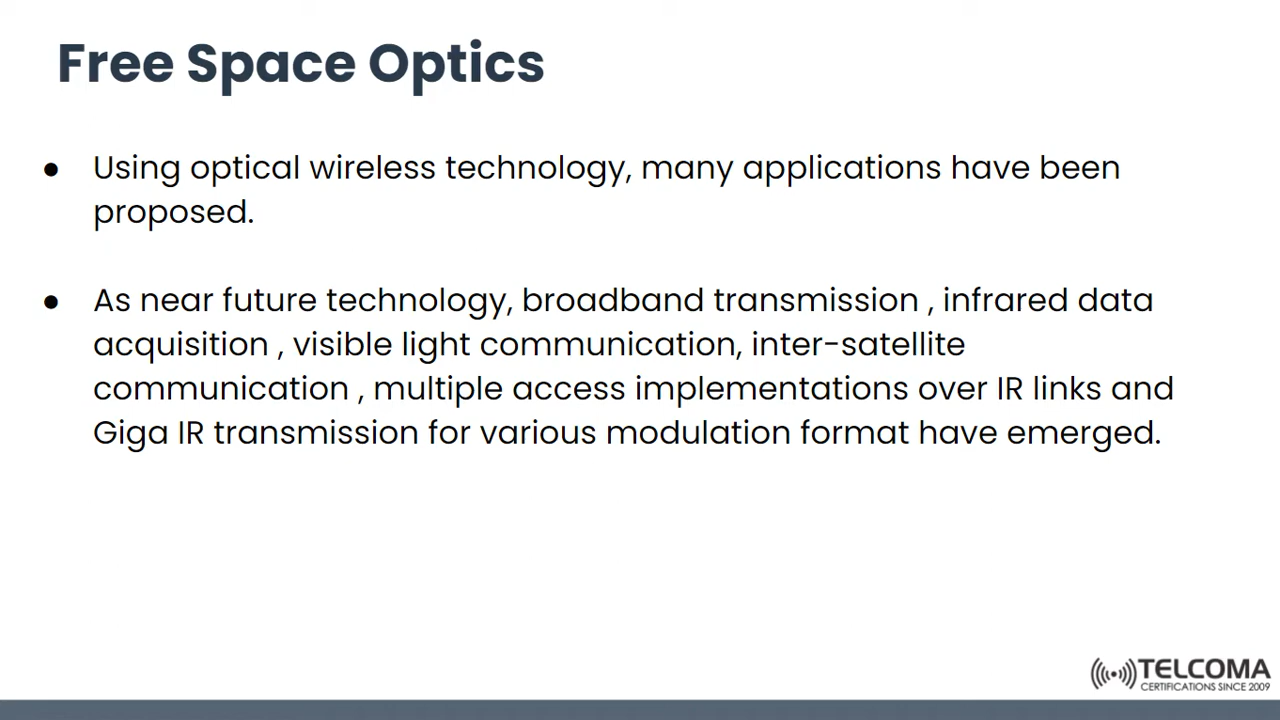 Free Space Optics
● Using optical wireless technology, many applications have been
proposed.
● As near future technology, broadband transmission , infrared data
acquisition , visible light communication, inter-satellite
communication , multiple access implementations over IR links and
Giga IR transmission for various modulation format have emerged.
TELCOMA
CERTIFICATIONS SINCE 2009